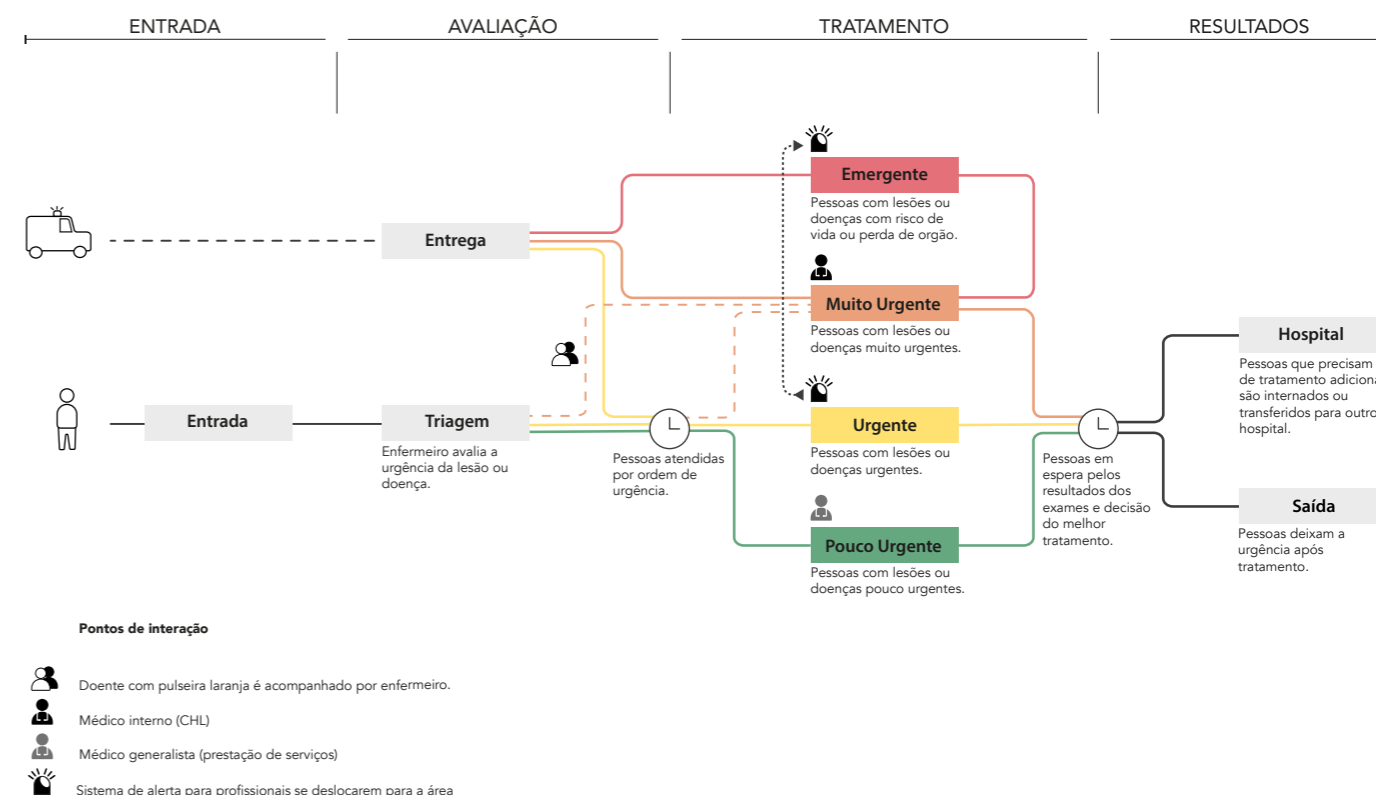 ENTRADA
AVALIAÇÃO
TRATAMENTO
RESULTADOS
Emergente
Pessoas com lesões ou
doenças com risco de
vida ou perda de orgão.
Entrega
Muito Urgente
Pessoas com lesões ou
doenças muito urgentes.
Hospital
Pessoas que precisam
de tratamento adiciona
são internados ou
transferidos para outro
hospital.
Entrada
Triagem
Enfermeiro avalia a
urgência da lesão ou
doença.
Pessoas atendidas
por ordem de
urgência.
Urgente
Pessoas com lesões ou
doenças urgentes.
Pessoas em
espera pelos
resultados dos
exames e decisão
do melhor
tratamento.
Saída
Pessoas deixam a
urgência após
tratamento.
Pouco Urgente
Pessoas com lesões ou
doenças pouco urgentes.
Pontos de interação
Doente com pulseira laranja é acompanhado por enfermeiro.
Médico interno (CHL)
Médico generalista (prestação de serviços)
Sistema de alerta para profissionais se deslocarem para a área